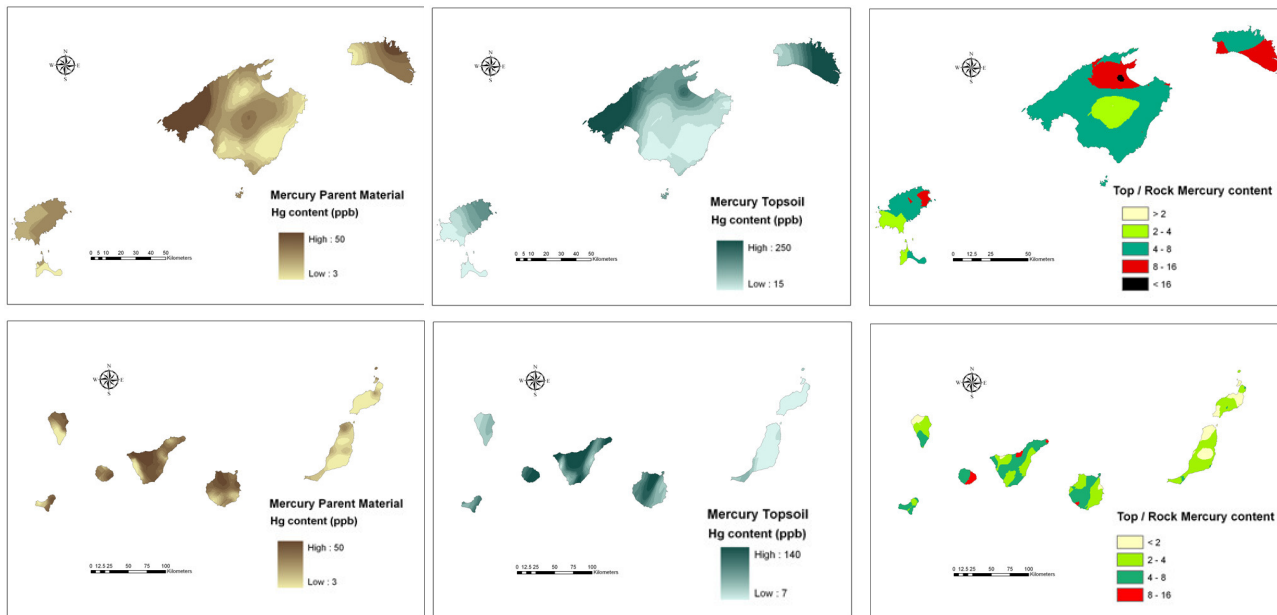 N
W E
S
Mercury Parent Material
Hg content (ppb)
High : 50
Low : 3
0 5 10 20 30 40 50
Kilometers
N
W E
S
Mercury Topsoil
Hg content (ppb)
High : 250
Low : 15
0 5 10 20 30 40 50
Kilometers
N
W E
S
Top / Rock Mercury content
> 2
2 - 4
4 - 8
8 - 16
< 16
0 12.5 25 50
Kilometers
N
W E
S
Mercury Parent Material
Hg content (ppb)
High : 50
Low : 3
0 12.5 25 50 75 100
Kilometers
N
W E
S
Mercury Topsoil
Hg content (ppb)
High : 140
Low : 7
0 12.5 25 50 75 100
Kilometers
N
W E
S
Top / Rock Mercury content
< 2
2 - 4
4 - 8
8 - 16
0 12.5 25 50 75 100
Kilometers